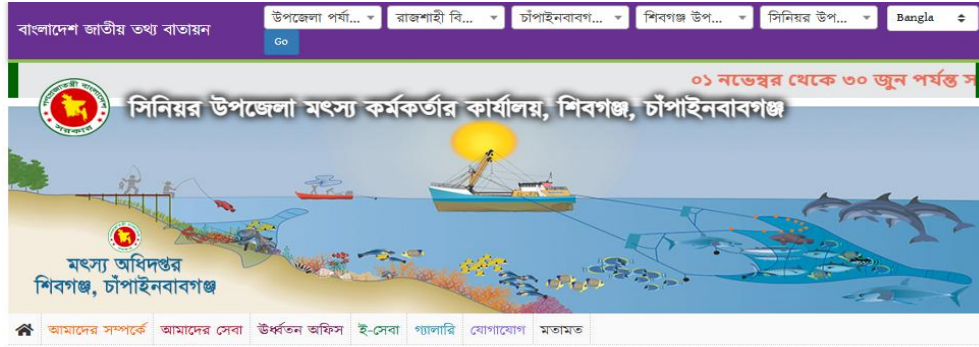 বাংলাদেশ জাতীয় তথ্য বাতায়ন
উপজেলা পর্যা... রাজশাহী বি... চাঁপাইনবাবগ... শিবগঞ্জ উপ... সিনিয়র উপ... Bangla
Go
০১ নভেম্বর থেকে ৩০ জুন পর্যন্ত স
সিনিয়র উপজেলা মৎস্য কর্মকর্তার কার্যালয়, শিবগঞ্জ, চাঁপাইনবাবগঞ্জ
মৎস্য অধিদপ্তর
শিবগঞ্জ, চাঁপাইনবাবগঞ্জ
আমাদের সম্পর্কে আমাদের সেবা ঊর্ধ্বতন অফিস ই-সেবা গ্যালারি যোগাযোগ মতামত